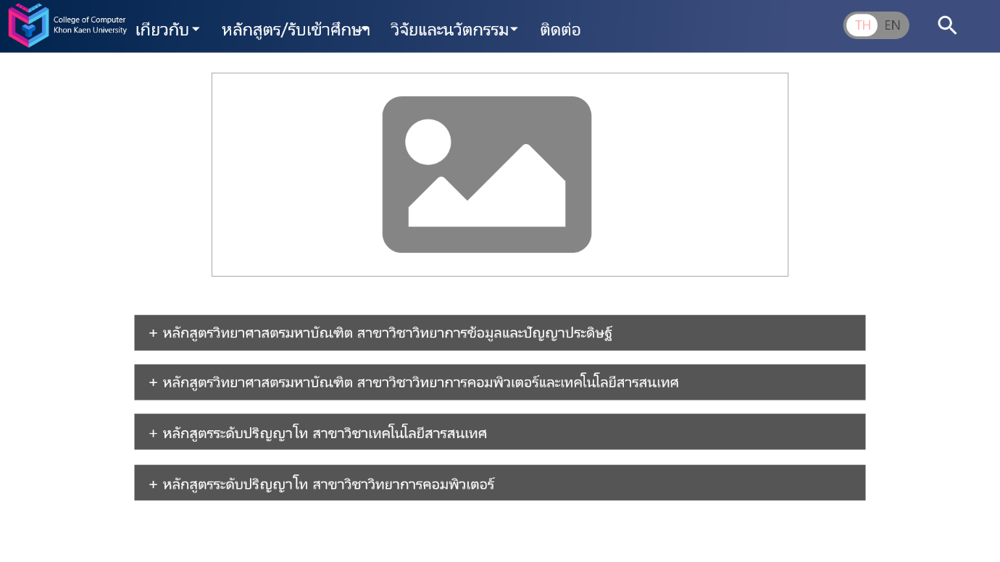 College of Computer
Khon Kaen University
เกี่ยวกับ
หลักสูตร/รับเข้าศึกษา
วิจัยและนวัตกรรม
ติดต่อ
TH EN
+ หลักสูตรวิทยาศาสตรมหาบัณฑิต สาขาวิชาวิทยาการข้อมูลและปัญญาประดิษฐ์
+ หลักสูตรวิทยาศาสตรมหาบัณฑิต สาขาวิชาวิทยาการคอมพิวเตอร์และเทคโนโลยีสารสนเทศ
+ หลักสูตรระดับปริญญาโท สาขาวิชาเทคโนโลยีสารสนเทศ
+ หลักสูตรระดับปริญญาโท สาขาวิชาวิทยาการคอมพิวเตอร์